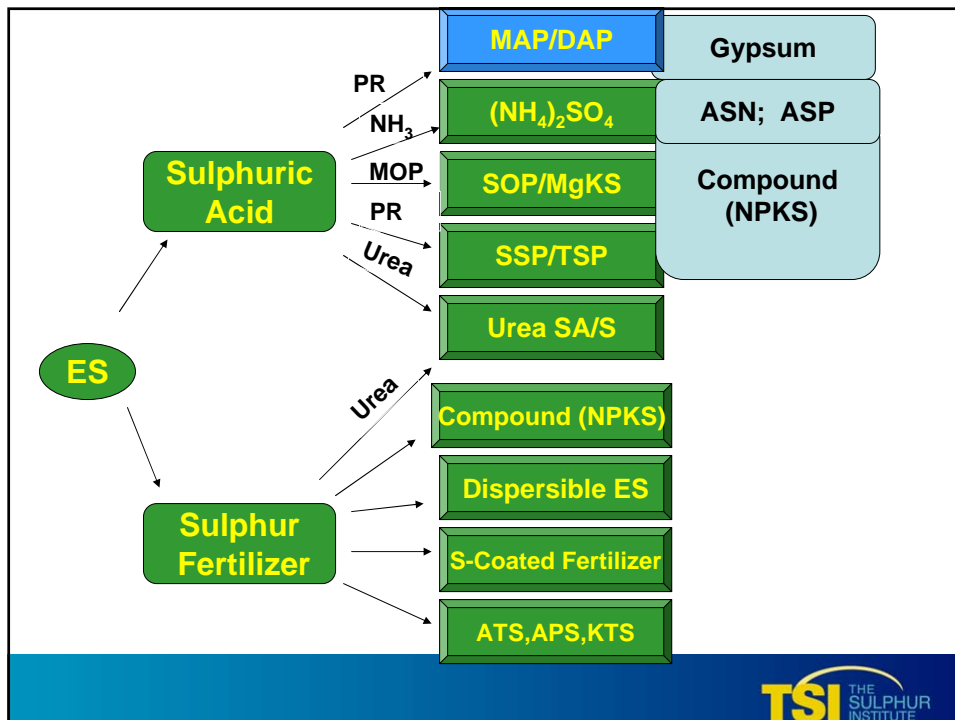 MAP/DAP
Gypsum
PR
NH₃
(NH₄)₂SO₄
ASN; ASP
Sulphuric
Acid
MOP
SOP/MgKS
Compound
(NPKS)
PR
SSP/TSP
Urea
Urea SA/S
ES
Urea
Compound (NPKS)
Dispersible ES
Sulphur
Fertilizer
S-Coated Fertilizer
ATS,APS,KTS
TSI
THE
SULPHUR
INSTITUTE